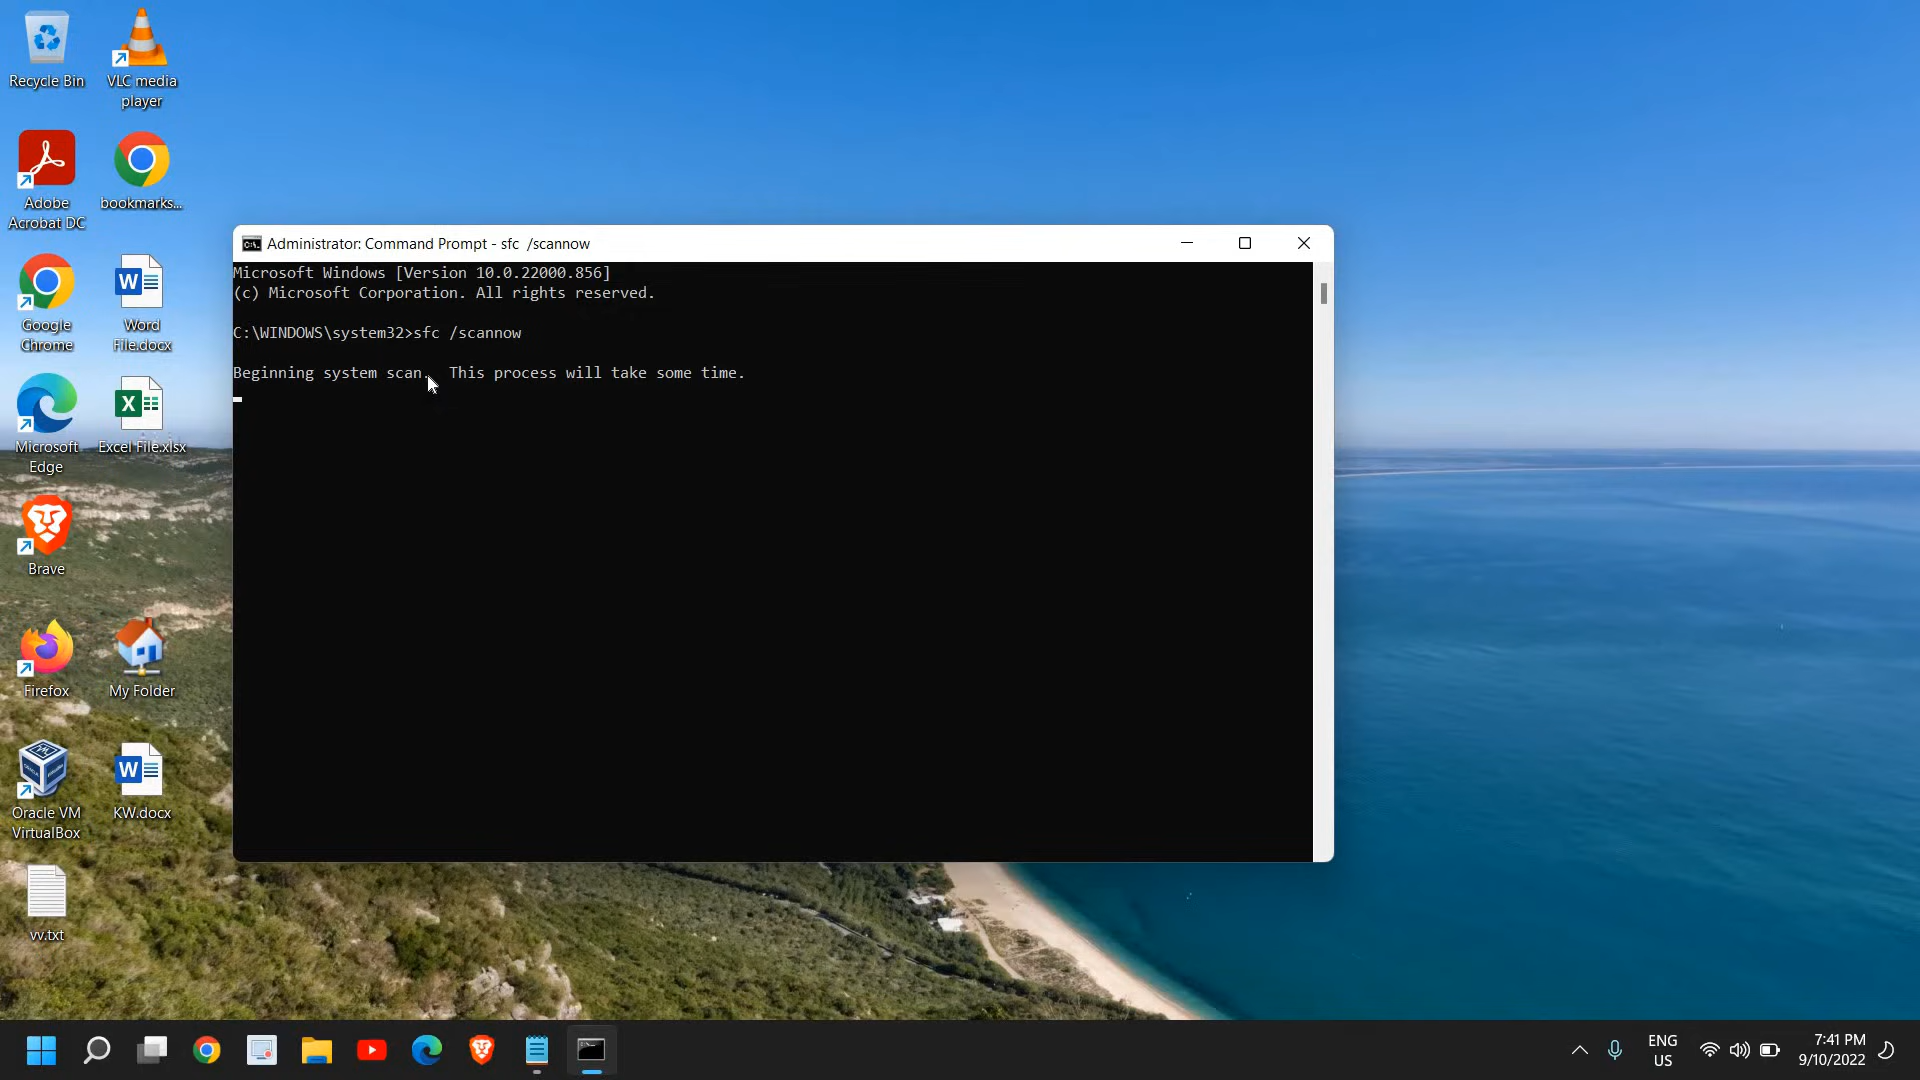 Recycle Bin
VLC media
player
Adobe
Acrobat DC
bookmarks...
Google
Chrome
Word
File.docx
Microsoft
Edge
Excel File.xlsx
Brave
Firefox
My Folder
Oracle VM
VirtualBox
KW.docx
vv.txt
Administrator: Command Prompt - sfc  /scannow
Microsoft Windows [Version 10.0.22000.856]
(c) Microsoft Corporation. All rights reserved.
C:\WINDOWS\system32>sfc /scannow
Beginning system scan.  This process will take some time.
ENG
US
7:41 PM
9/10/2022